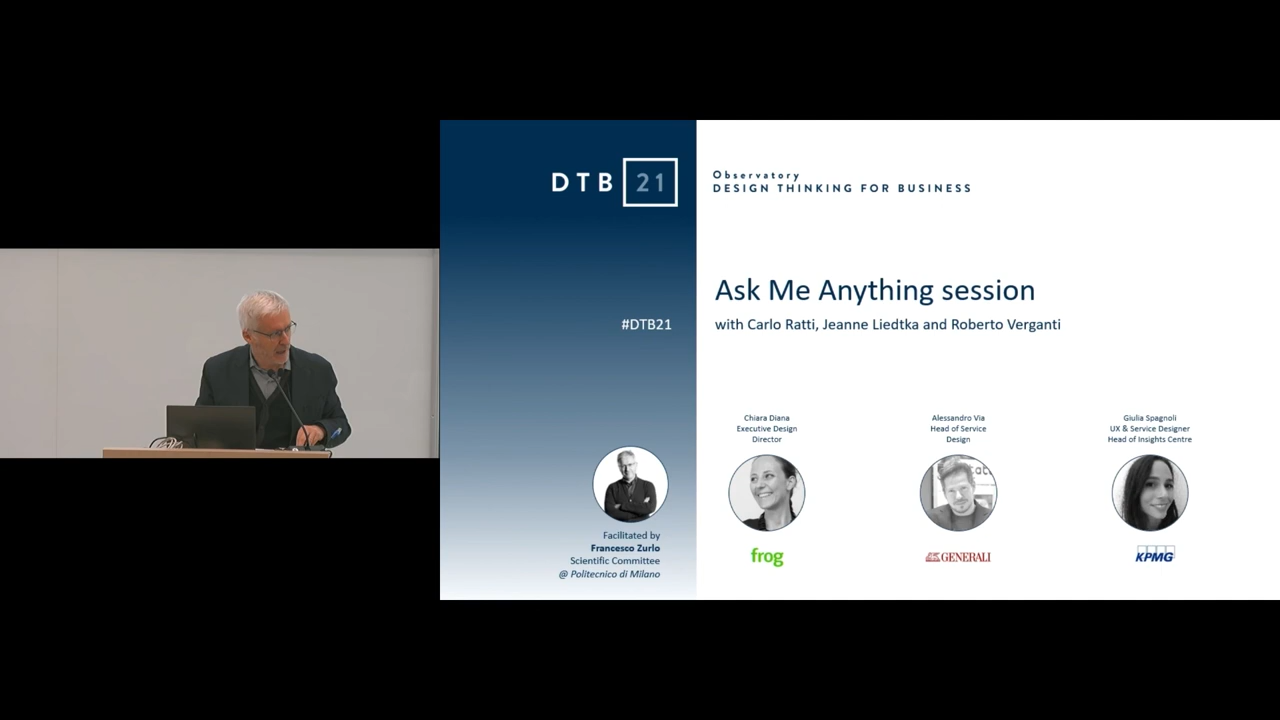 DTB 21
Observatory
DESIGN THINKING FOR BUSINESS
#DTB21
Ask Me Anything session
with Carlo Ratti, Jeanne Liedtka and Roberto Verganti
Facilitated by
Francesco Zurlo
Scientific Committee
@ Politecnico di Milano
Chiara Diana
Executive Design
Director
frog
Alessandro Via
Head of Service
Design
GENERALI
Giulia Spagnoli
UX & Service Designer
Head of Insights Centre
KPMG